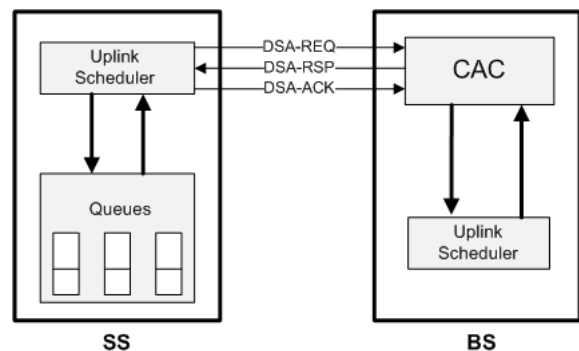 Uplink
Scheduler
DSA-REQ
DSA-RSP
DSA-ACK
CAC
Queues
Uplink
Scheduler
SS
BS